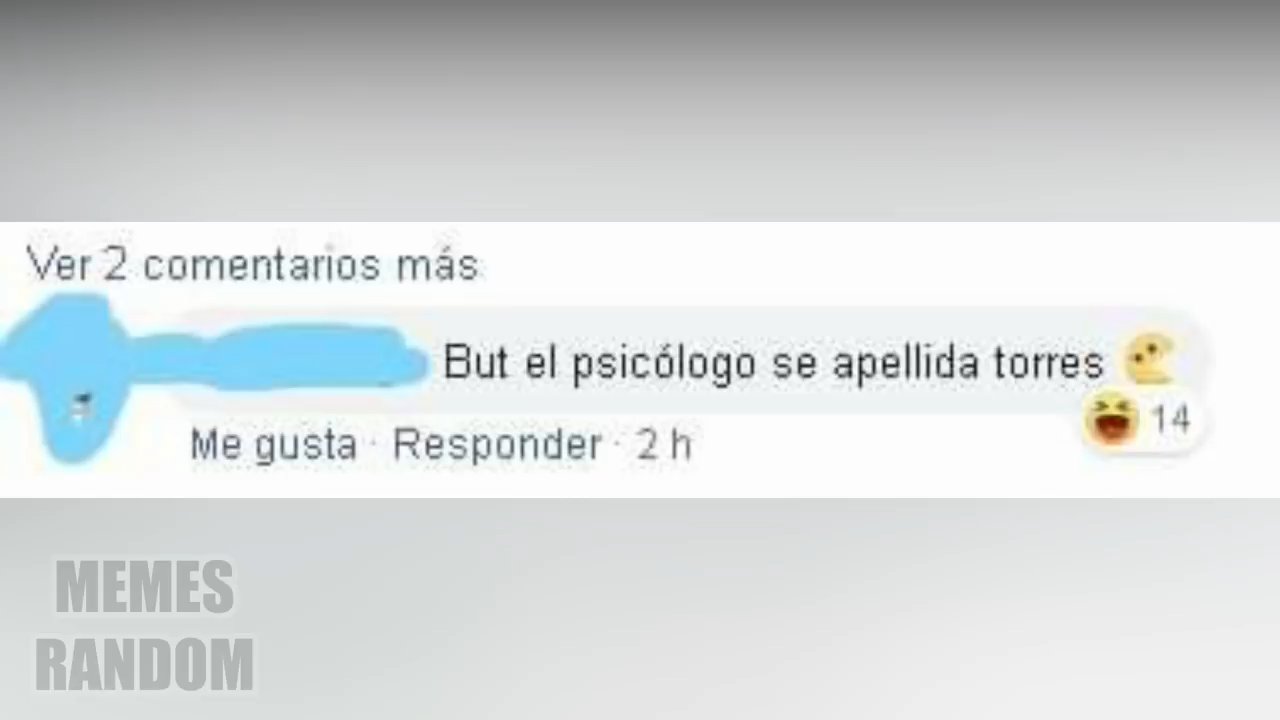 Ver 2 comentarios más
But el psicólogo se apellida torres
14
Me gusta · Responder · 2 h
MEMES
RANDOM